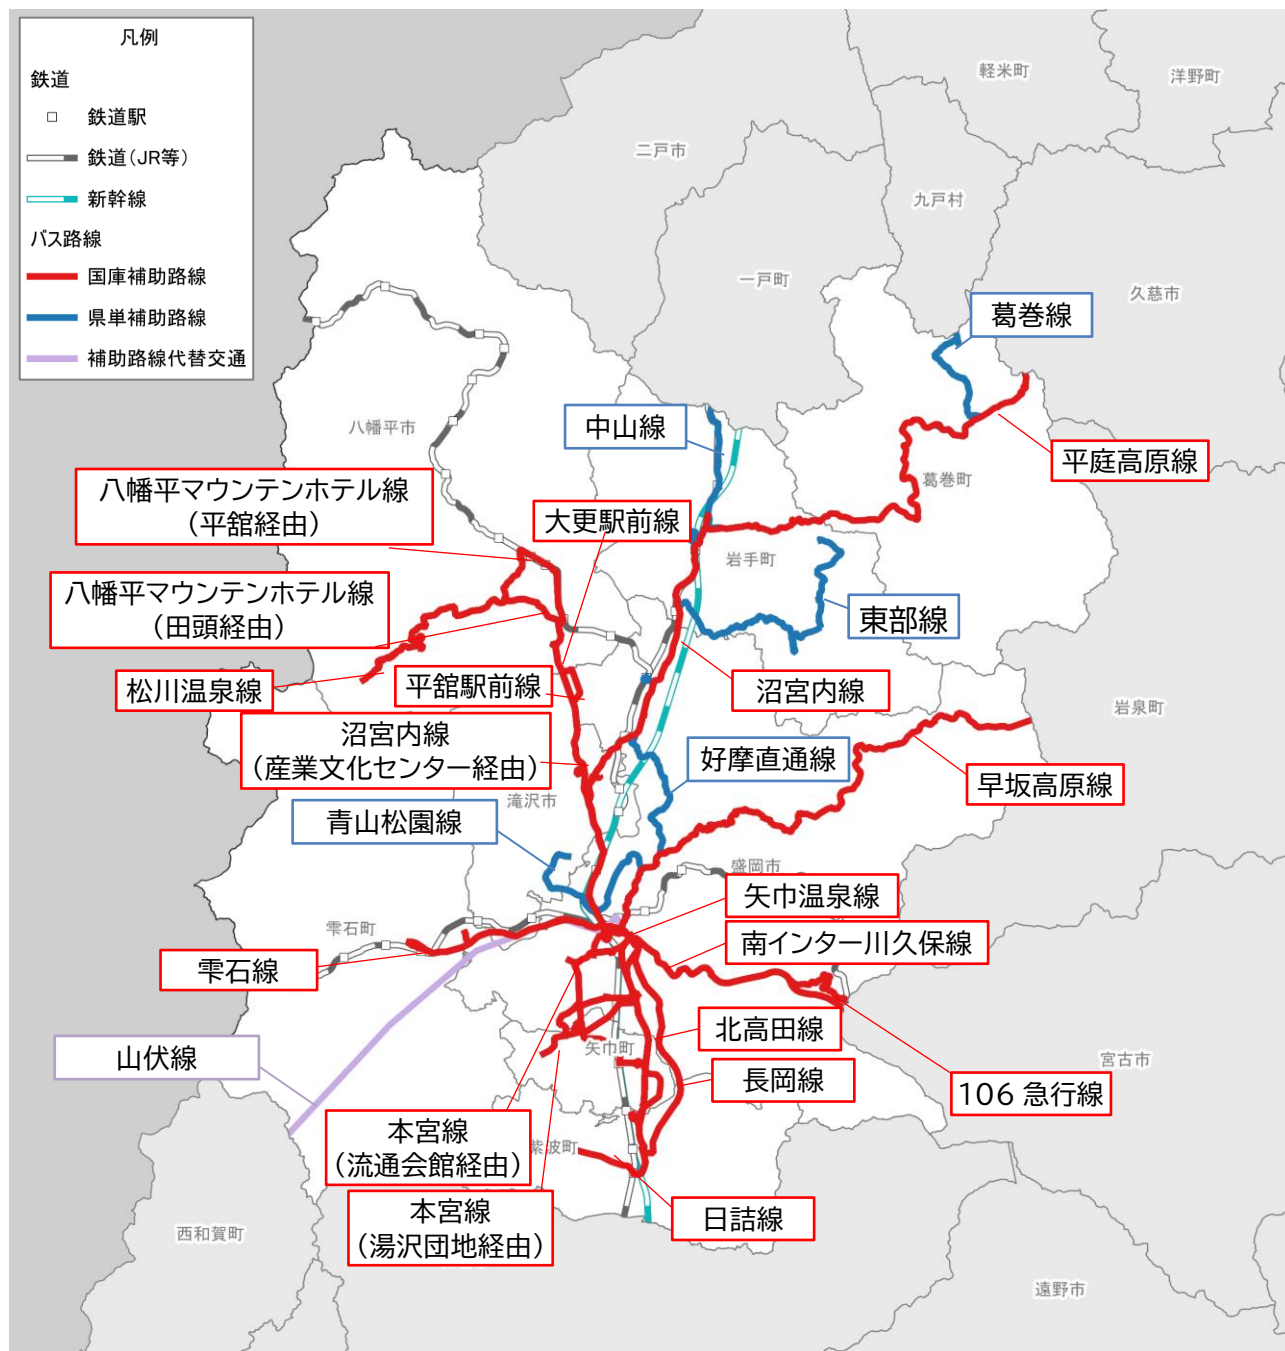 凡例
鉄道
鉄道駅
鉄道(JR等)
新幹線
バス路線
国庫補助路線
県単補助路線
補助路線代替交通
軽米町
洋野町
二戸市
九戸村
一戸町
久慈市
葛巻線
八幡平市
中山線
平庭高原線
葛巻町
八幡平マウンテンホテル線
(平舘経由)
大更駅前線
岩手町
八幡平マウンテンホテル線
(田頭経由)
東部線
松川温泉線
平舘駅前線
沼宮内線
岩泉町
沼宮内線
(産業文化センター経由)
好摩直通線
早坂高原線
滝沢市
青山松園線
盛岡市
矢巾温泉線
雫石町
南インター川久保線
雫石線
北高田線
山伏線
矢巾町
宮古市
長岡線
106 急行線
本宮線
(流通会館経由)
紫波町
本宮線
(湯沢団地経由)
日詰線
西和賀町
遠野市